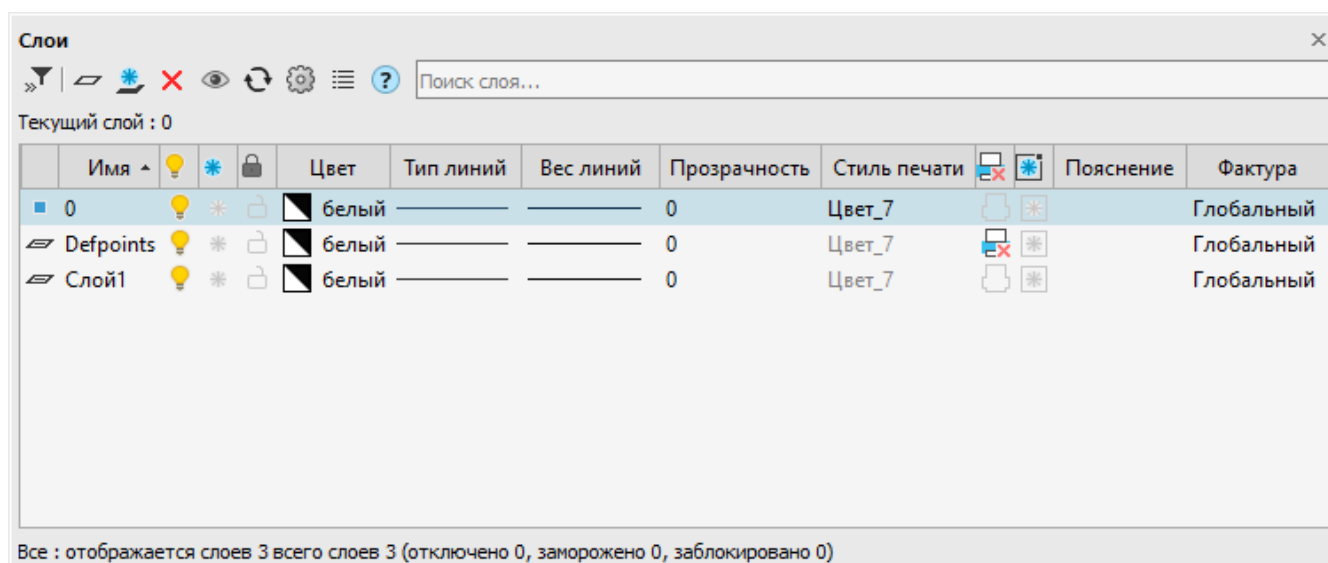 Слои
Поиск слоя...
Текущий слой : 0
Имя Цвет Тип линий Вес линий Прозрачность Стиль печати Пояснение Фактура
0 белый 0 Цвет_7 Глобальный
Defpoints белый 0 Цвет_7 Глобальный
Слой1 белый 0 Цвет_7 Глобальный
Все : отображается слоев 3 всего слоев 3 (отключено 0, заморожено 0, заблокировано 0)